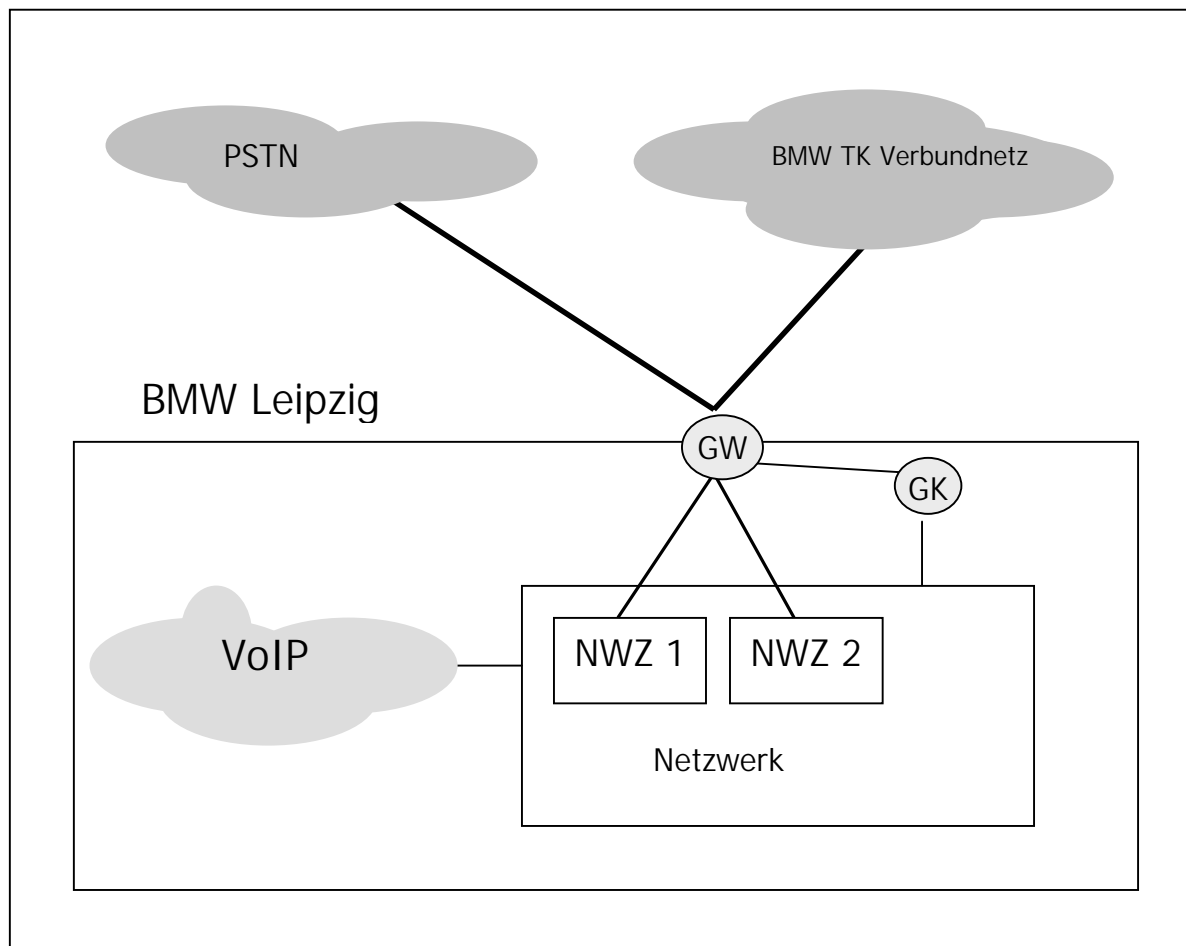 PSTN
BMW TK Verbundnetz
BMW Leipzig
GW
GK
VoIP
NWZ 1
NWZ 2
Netzwerk